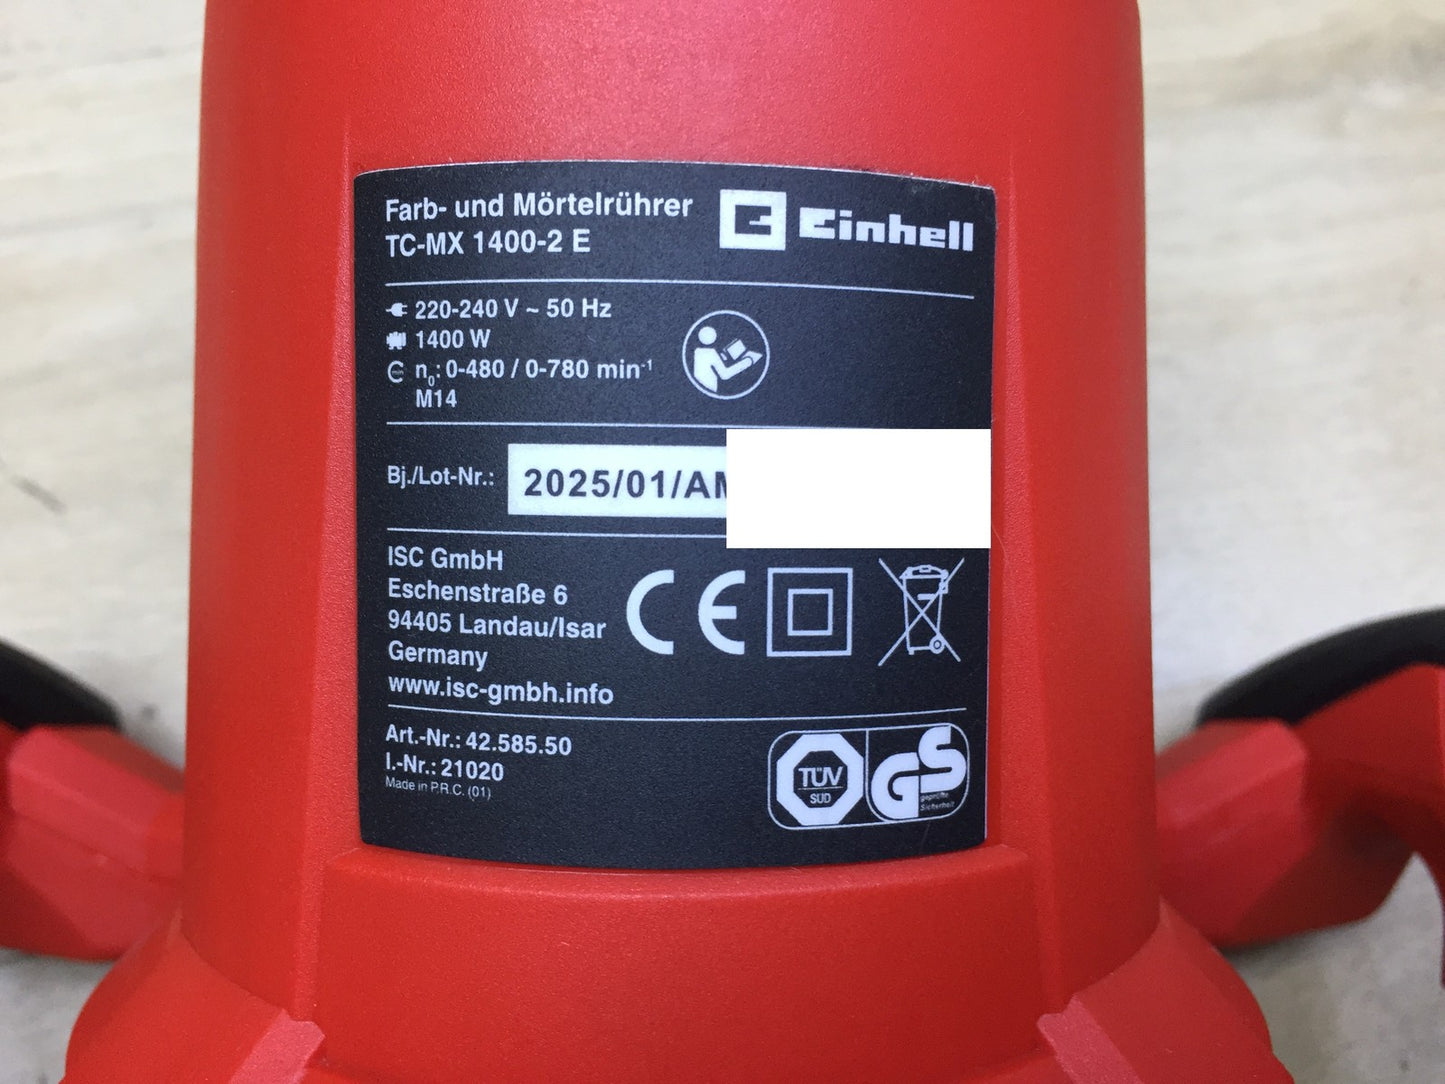 Farb- und Mörtelrührer
TC-MX 1400-2 E
Einhell
220-240 V ~ 50 Hz
1400 W
n₀: 0-480 / 0-780 min⁻¹
M14
Bj./Lot-Nr.: 2025/01/AM
ISC GmbH
Eschenstraße 6
94405 Landau/Isar
Germany
www.isc-gmbh.info
CE
Art.-Nr.: 42.585.50
I.-Nr.: 21020
Made in P.R.C. (01)
TÜV
SÜD
GS
geprüfte
Sicherheit